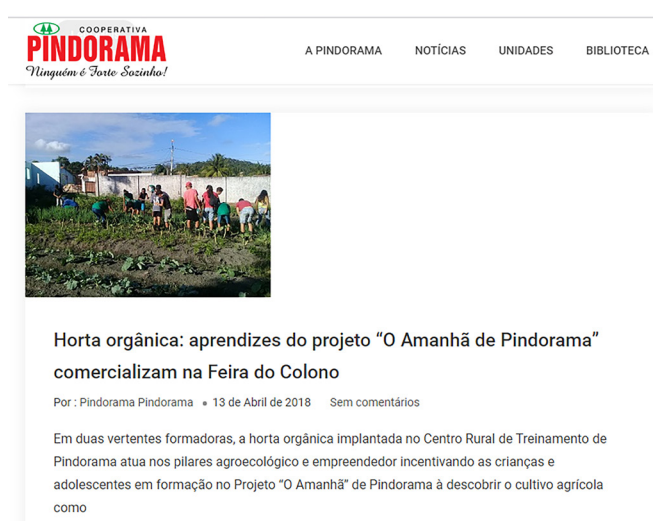 COOPERATIVA
PINDORAMA
Ninguém é Forte Sozinho!
A PINDORAMA NOTÍCIAS UNIDADES BIBLIOTECA
Horta orgânica: aprendizes do projeto “O Amanhã de Pindorama”
comercializam na Feira do Colono
Por : Pindorama Pindorama • 13 de Abril de 2018 Sem comentários
Em duas vertentes formadoras, a horta orgânica implantada no Centro Rural de Treinamento de
Pindorama atua nos pilares agroecológico e empreendedor incentivando as crianças e
adolescentes em formação no Projeto “O Amanhã” de Pindorama à descobrir o cultivo agrícola
como